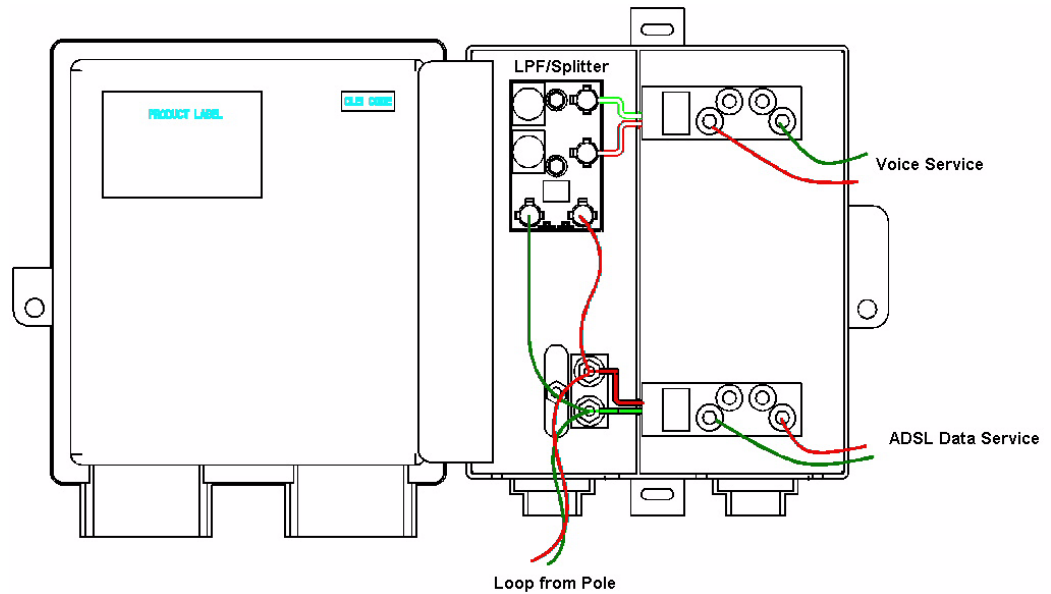 LPF/Splitter
PRODUCT LABEL
CLEI CODE
Voice Service
ADSL Data Service
Loop from Pole